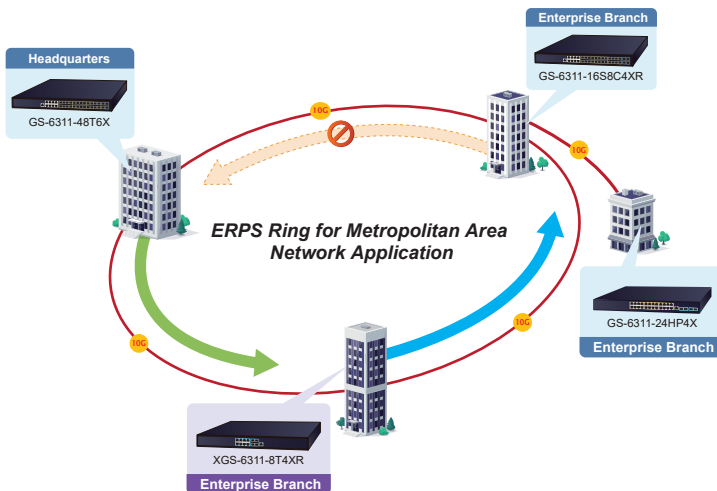 Enterprise Branch
GS-6311-16S8C4XR
Headquarters
GS-6311-48T6X
10G
10G
ERPS Ring for Metropolitan Area
Network Application
GS-6311-24HP4X
Enterprise Branch
10G
10G
XGS-6311-8T4XR
Enterprise Branch